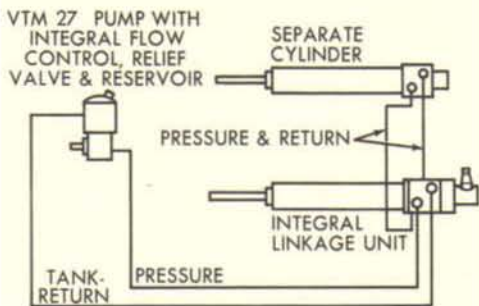 VTM 27 PUMP WITH
INTEGRAL FLOW
CONTROL, RELIEF
VALVE & RESERVOIR
SEPARATE
CYLINDER
PRESSURE & RETURN
INTEGRAL
LINKAGE UNIT
TANK-
RETURN
PRESSURE